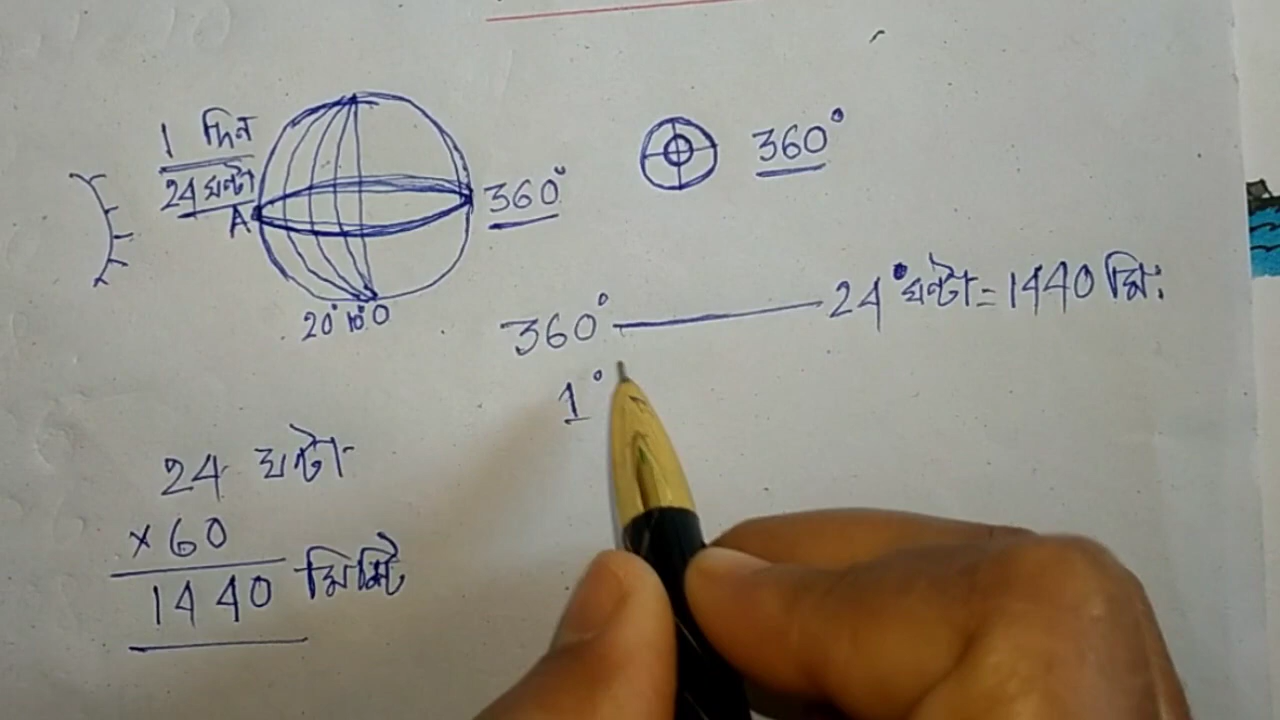 1 দিন
24 ঘন্টা
A
360°
20° 10° 0
360°
360° 24 ঘন্টা = 1440 মি:
1°
24 ঘন্টা
× 60
1440 মিমিট